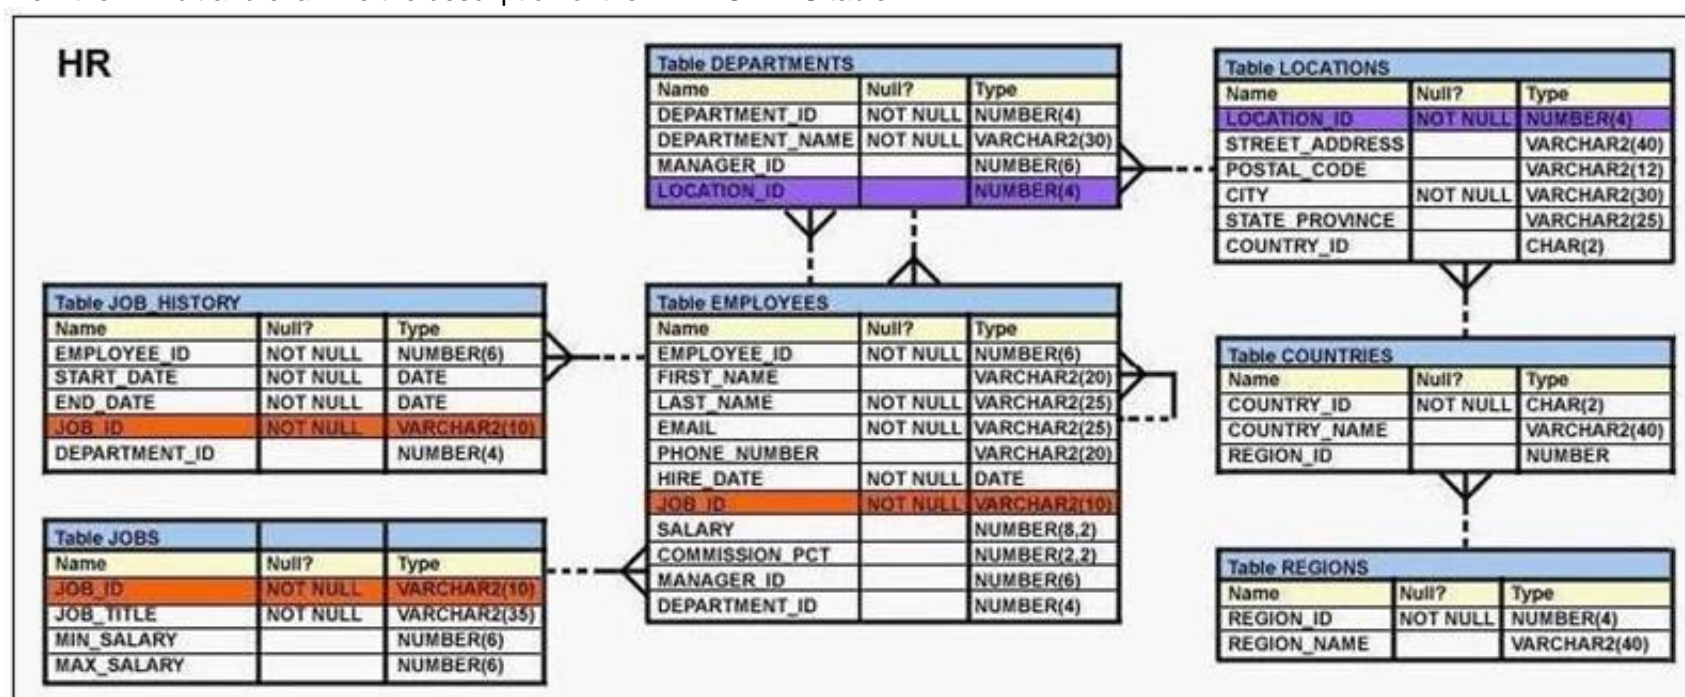 HR
Table DEPARTMENTS
Name Null? Type
DEPARTMENT_ID NOT NULL NUMBER(4)
DEPARTMENT_NAME NOT NULL VARCHAR2(30)
MANAGER_ID NUMBER(6)
LOCATION_ID NUMBER(4)
Table LOCATIONS
Name Null? Type
LOCATION_ID NOT NULL NUMBER(4)
STREET_ADDRESS VARCHAR2(40)
POSTAL_CODE VARCHAR2(12)
CITY NOT NULL VARCHAR2(30)
STATE_PROVINCE VARCHAR2(25)
COUNTRY_ID CHAR(2)
Table JOB_HISTORY
Name Null? Type
EMPLOYEE_ID NOT NULL NUMBER(6)
START_DATE NOT NULL DATE
END_DATE NOT NULL DATE
JOB_ID NOT NULL VARCHAR2(10)
DEPARTMENT_ID NUMBER(4)
Table EMPLOYEES
Name Null? Type
EMPLOYEE_ID NOT NULL NUMBER(6)
FIRST_NAME VARCHAR2(20)
LAST_NAME NOT NULL VARCHAR2(25)
EMAIL NOT NULL VARCHAR2(25)
PHONE_NUMBER VARCHAR2(20)
HIRE_DATE NOT NULL DATE
JOB_ID NOT NULL VARCHAR2(10)
SALARY NUMBER(8,2)
COMMISSION_PCT NUMBER(2,2)
MANAGER_ID NUMBER(6)
DEPARTMENT_ID NUMBER(4)
Table COUNTRIES
Name Null? Type
COUNTRY_ID NOT NULL CHAR(2)
COUNTRY_NAME VARCHAR2(40)
REGION_ID NUMBER
Table JOBS
Name Null? Type
JOB_ID NOT NULL VARCHAR2(10)
JOB_TITLE NOT NULL VARCHAR2(35)
MIN_SALARY NUMBER(6)
MAX_SALARY NUMBER(6)
Table REGIONS
Name Null? Type
REGION_ID NOT NULL NUMBER(4)
REGION_NAME VARCHAR2(40)